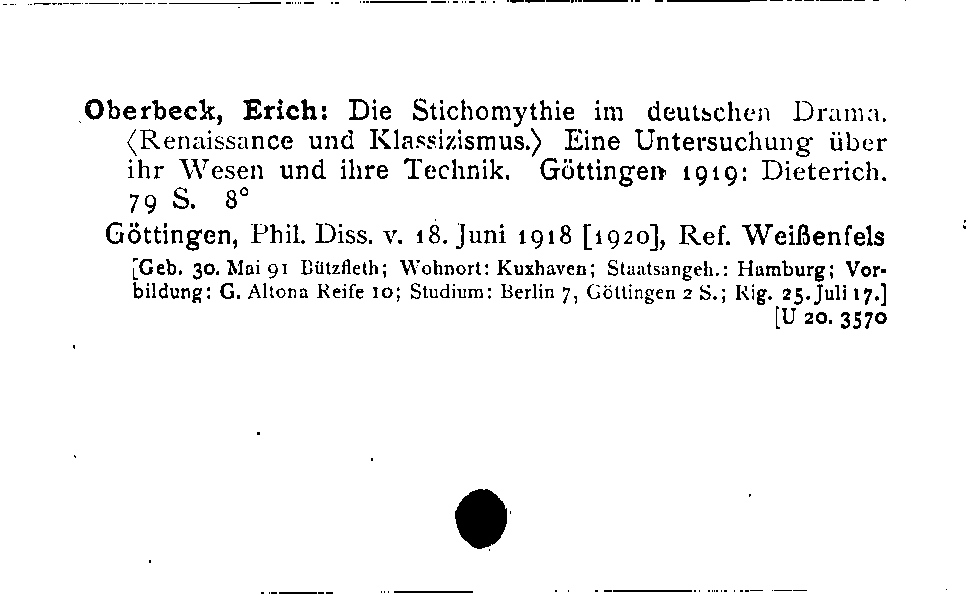 Oberbeck, Erich: Die Stichomythie im deutschen Drama.
⟨Renaissance und Klassizismus.⟩ Eine Untersuchung über
ihr Wesen und ihre Technik. Göttingen 1919: Dieterich.
79 S. 8°
Göttingen, Phil. Diss. v. 18. Juni 1918 [1920], Ref. Weißenfels
[Geb. 30. Mai 91 Bützfleth; Wohnort: Kuxhaven; Staatsangeh.: Hamburg; Vor-
bildung: G. Altona Reife 10; Studium: Berlin 7, Göttingen 2 S.; Rig. 25. Juli 17.]
[U 20. 3570